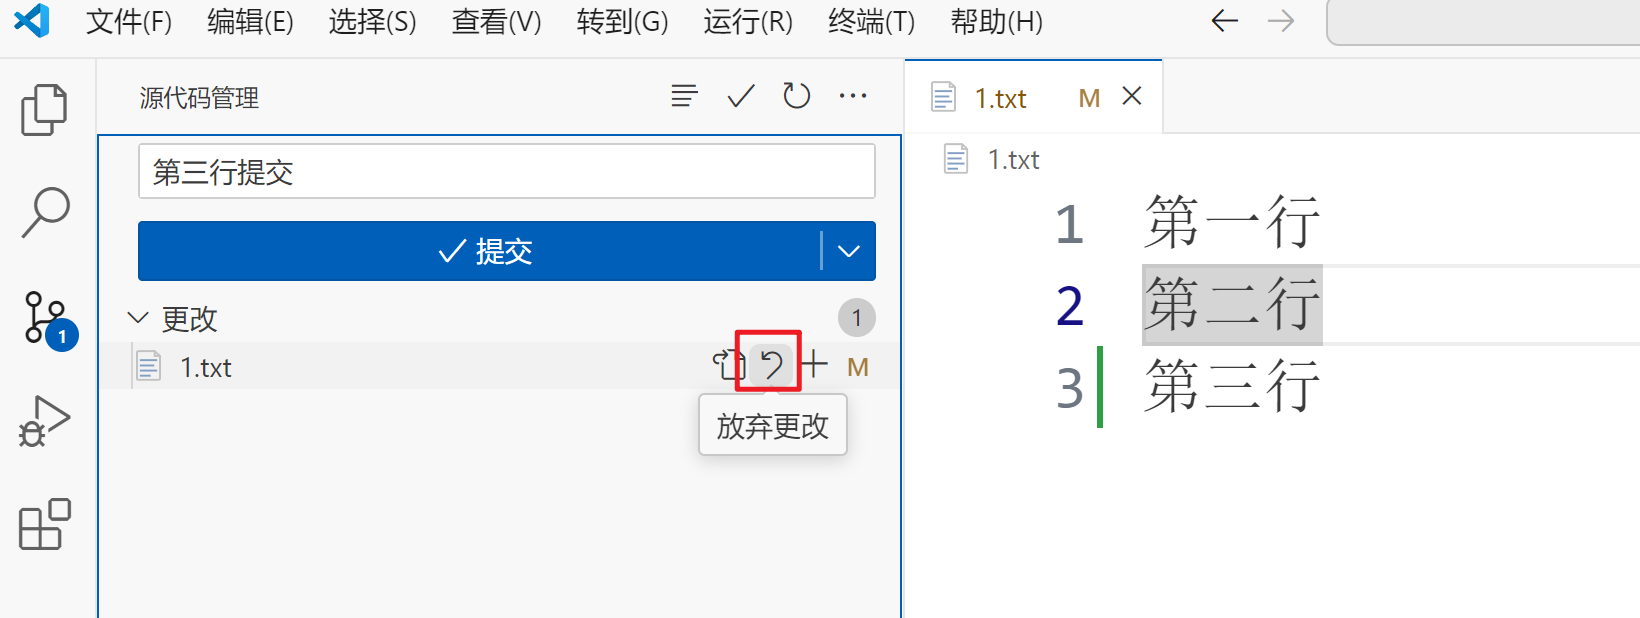 文件(F) 编辑(E) 选择(S) 查看(V) 转到(G) 运行(R) 终端(T) 帮助(H)
源代码管理
第三行提交
提交
更改 1
1.txt M
放弃更改
1
1.txt M
1.txt
1 第一行
2 第二行
3 第三行